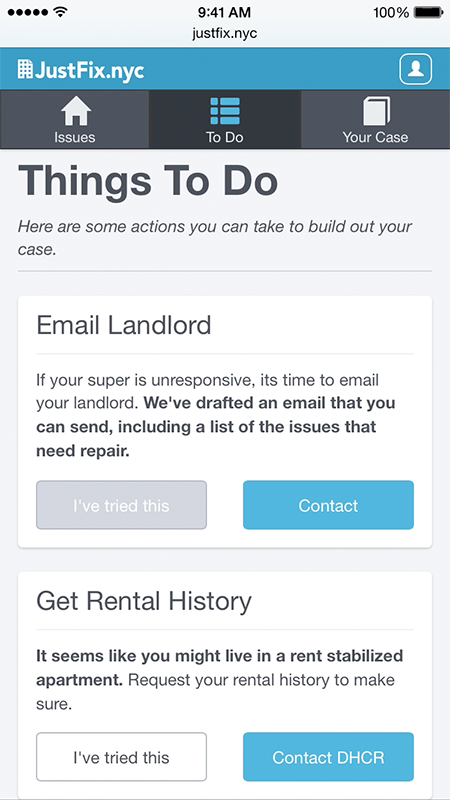 9:41 AM
100%
justfix.nyc
JustFix.nyc
Issues
To Do
Your Case
Things To Do
Here are some actions you can take to build out your
case.
Email Landlord
If your super is unresponsive, its time to email
your landlord. We've drafted an email that you
can send, including a list of the issues that
need repair.
I've tried this
Contact
Get Rental History
It seems like you might live in a rent stabilized
apartment. Request your rental history to make
sure.
I've tried this
Contact DHCR